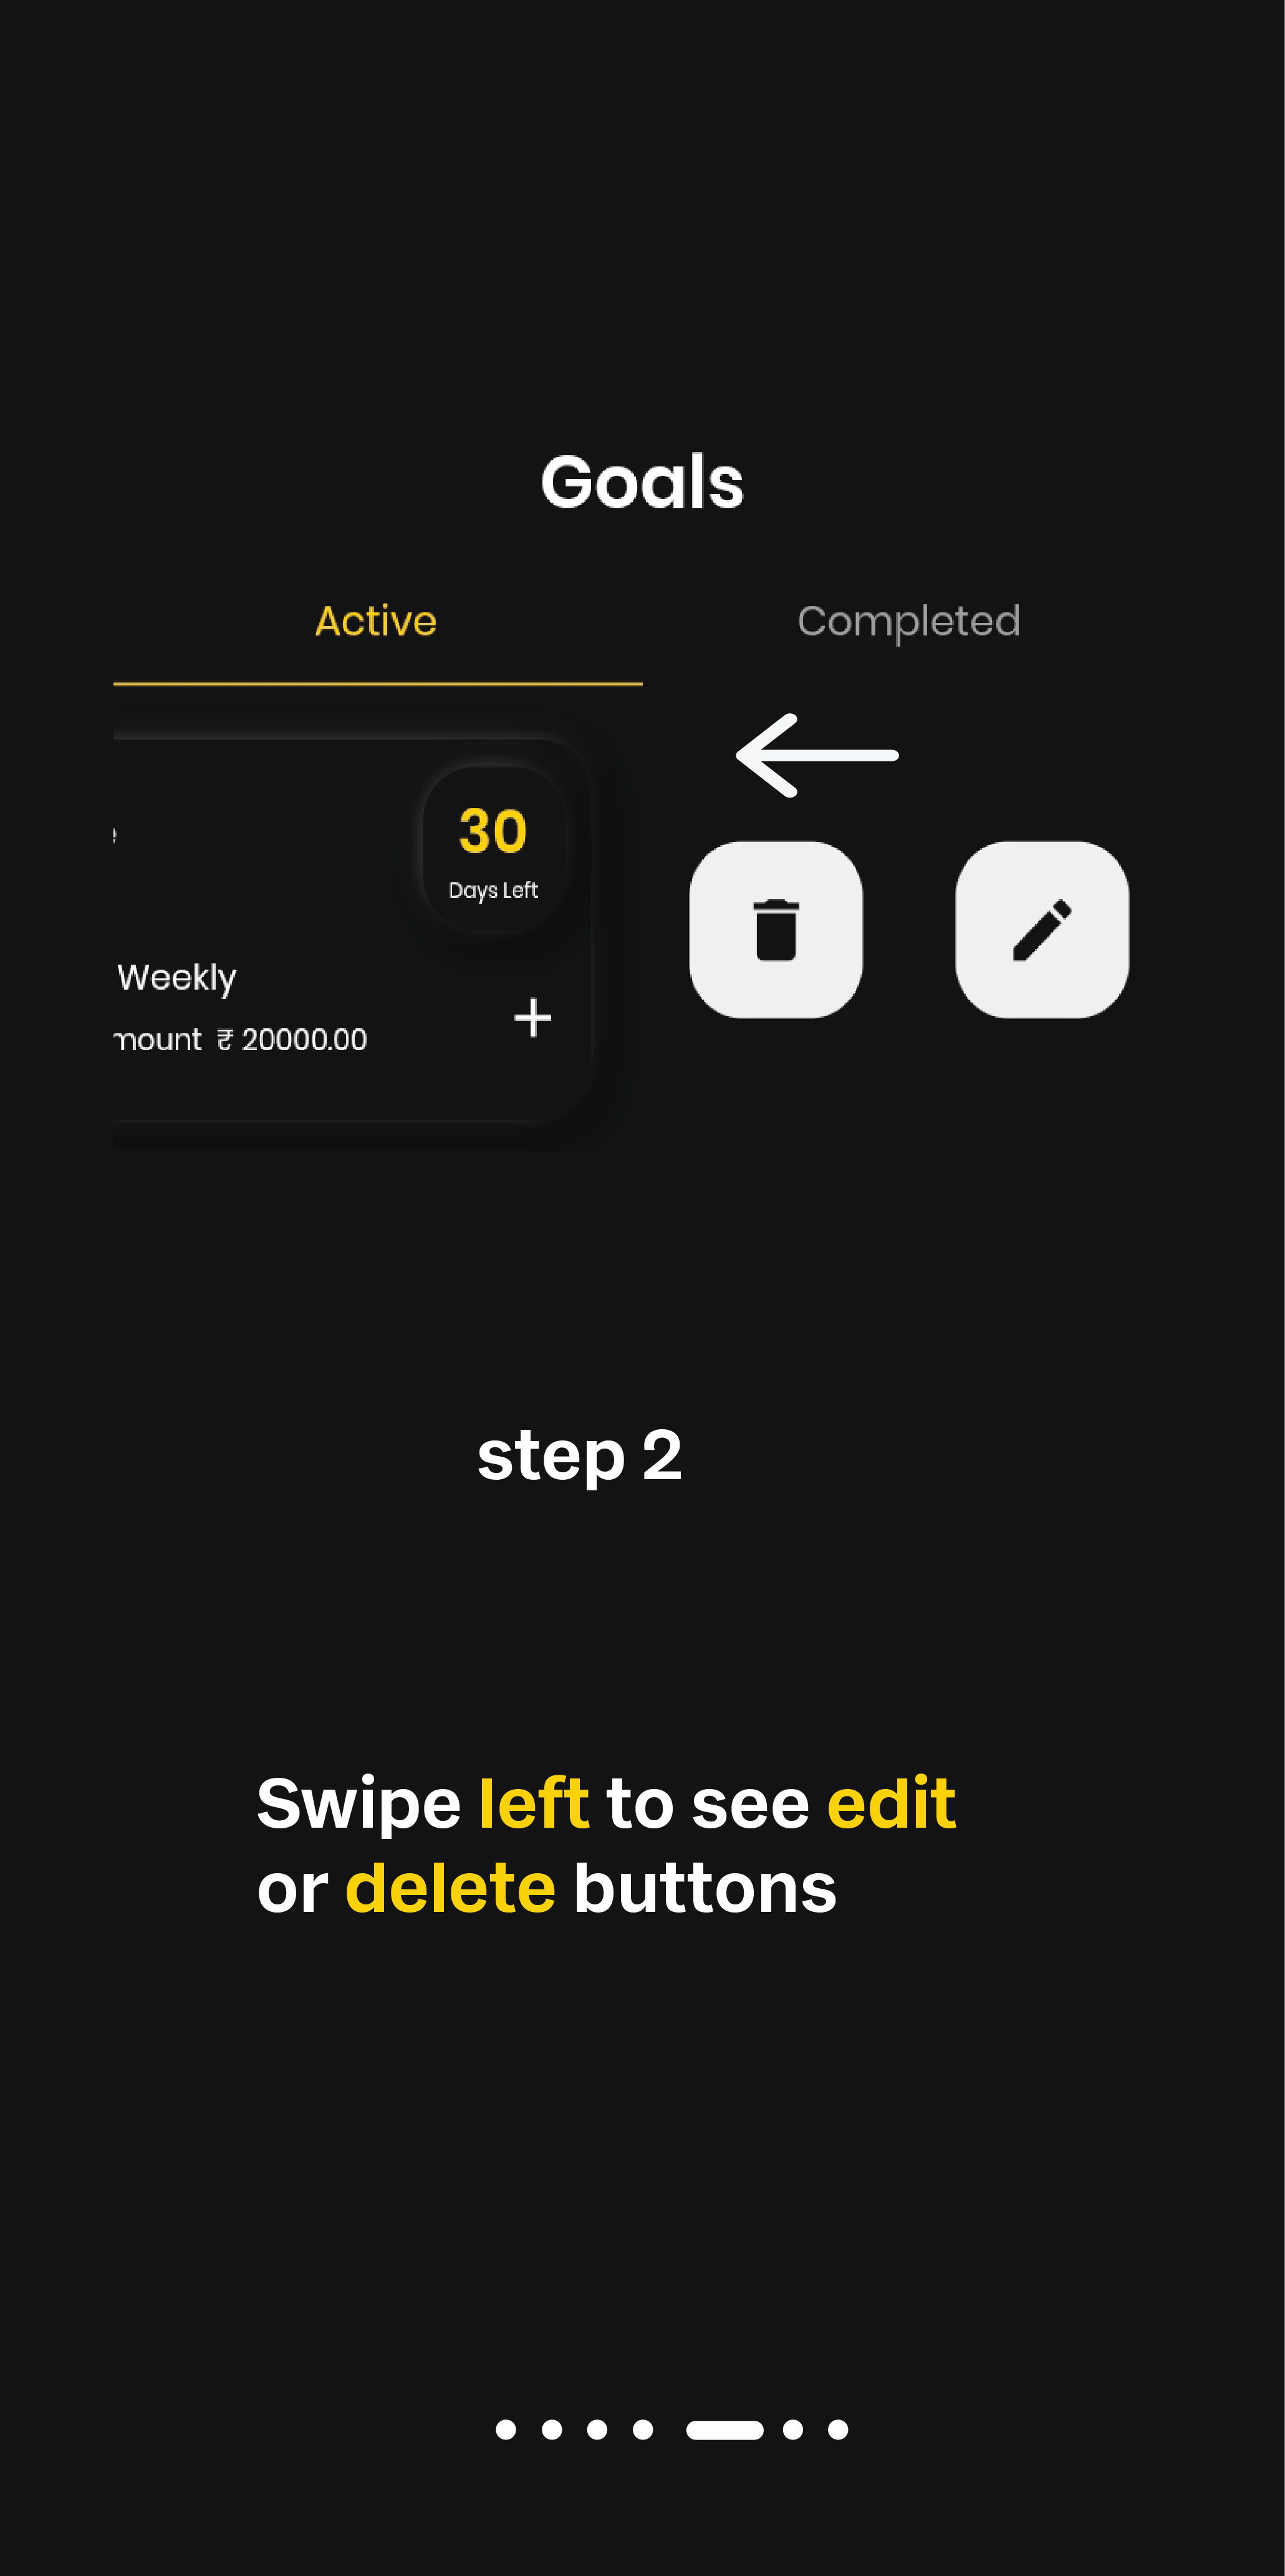 Goals
Active Completed
30
Days Left
Weekly
mount ₹ 20000.00
step 2
Swipe left to see edit
or delete buttons